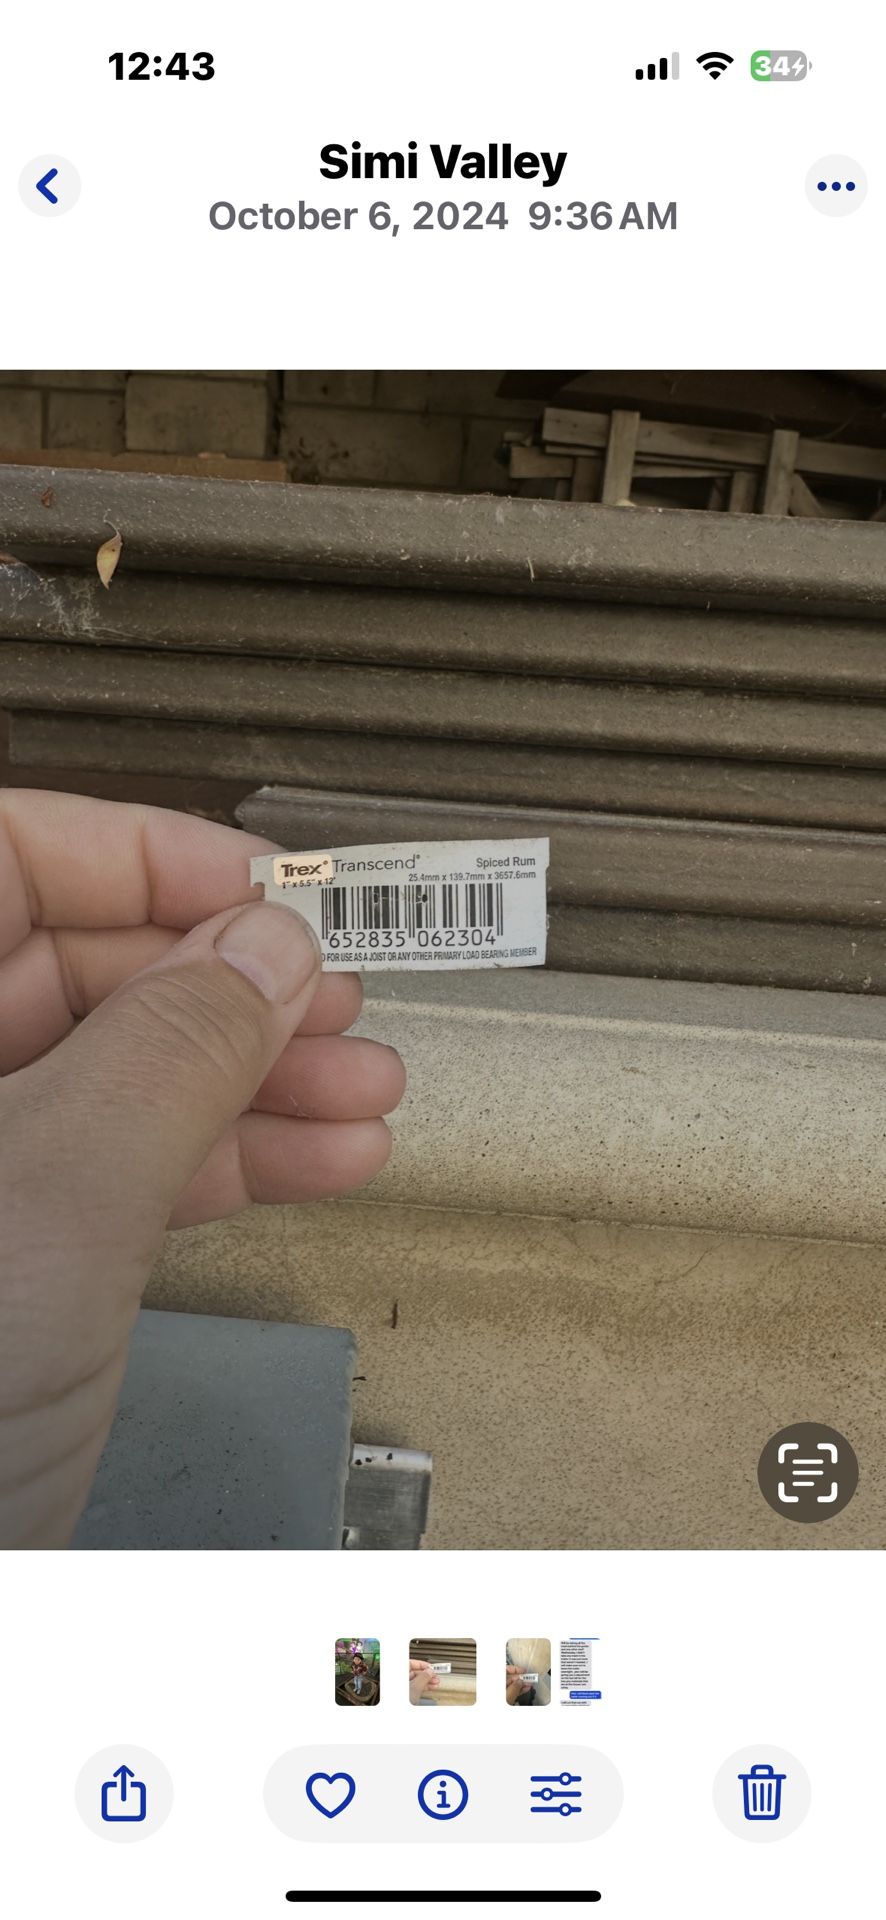 12:43
34
Simi Valley
October 6, 2024 9:36 AM
Trex® Transcend® Spiced Rum
1" x 5.5" x 12' 25.4mm x 139.7mm x 3657.6mm
652835 062304
FOR USE AS A JOIST OR ANY OTHER PRIMARY LOAD BEARING MEMBER